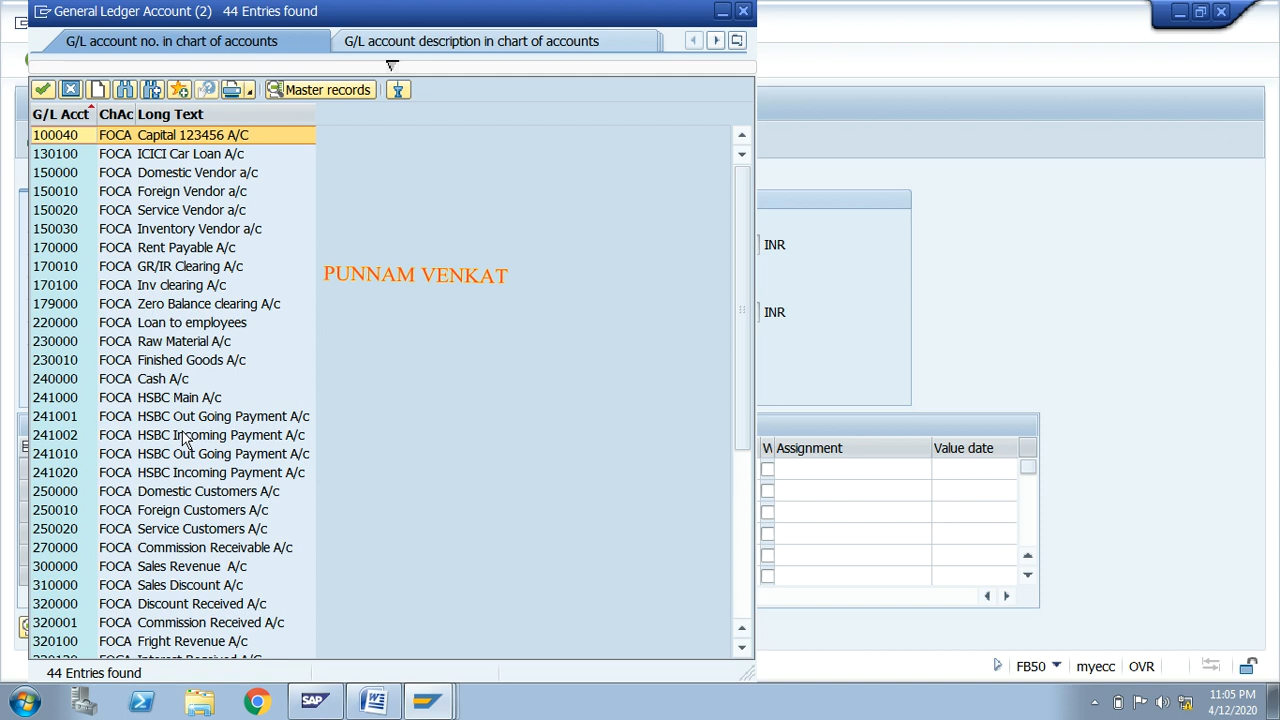 General Ledger Account (2)   44 Entries found
G/L account no. in chart of accounts   G/L account description in chart of accounts
Master records
G/L Acct ChAc Long Text
100040 FOCA Capital 123456 A/C
130100 FOCA ICICI Car Loan A/c
150000 FOCA Domestic Vendor a/c
150010 FOCA Foreign Vendor a/c
150020 FOCA Service Vendor a/c
150030 FOCA Inventory Vendor a/c
170000 FOCA Rent Payable A/c
170010 FOCA GR/IR Clearing A/c
170100 FOCA Inv clearing A/c
179000 FOCA Zero Balance clearing A/c
220000 FOCA Loan to employees
230000 FOCA Raw Material A/c
230010 FOCA Finished Goods A/c
240000 FOCA Cash A/c
241000 FOCA HSBC Main A/c
241001 FOCA HSBC Out Going Payment A/c
241002 FOCA HSBC Incoming Payment A/c
241010 FOCA HSBC Out Going Payment A/c
241020 FOCA HSBC Incoming Payment A/c
250000 FOCA Domestic Customers A/c
250010 FOCA Foreign Customers A/c
250020 FOCA Service Customers A/c
270000 FOCA Commission Receivable A/c
300000 FOCA Sales Revenue A/c
310000 FOCA Sales Discount A/c
320000 FOCA Discount Received A/c
320001 FOCA Commission Received A/c
320100 FOCA Fright Revenue A/c
44 Entries found
PUNNAM VENKAT
INR
INR
Assignment Value date
FB50 myecc OVR
SAP
11:05 PM
4/12/2020